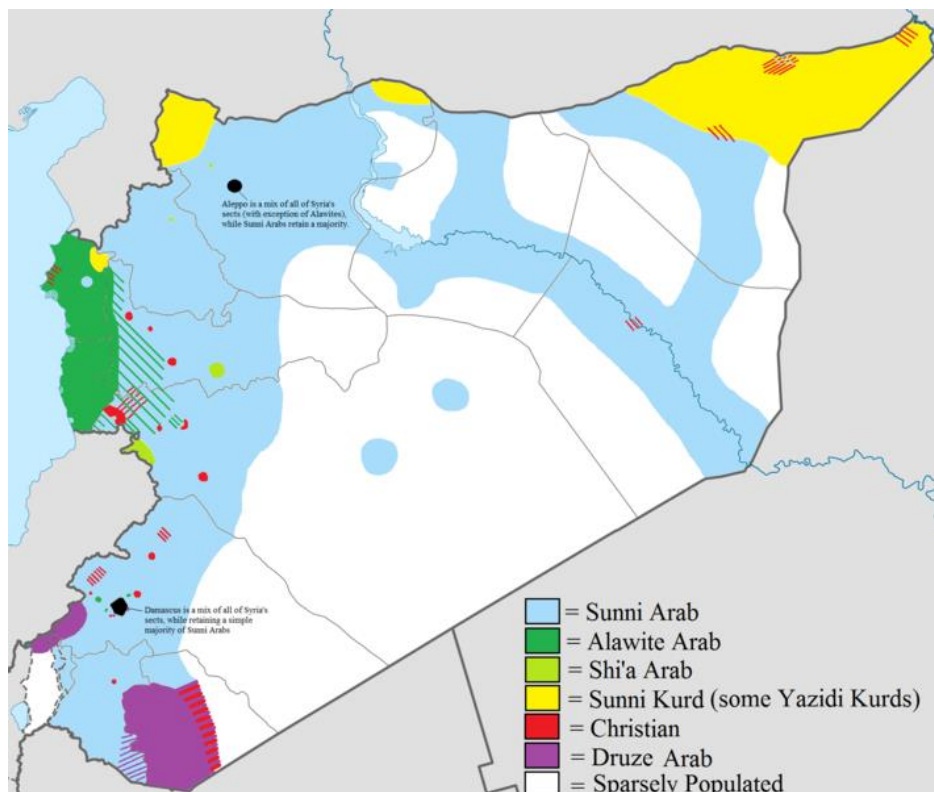 Aleppo is a mix of all of Syria's
sects (with exception of Alawites),
while Sunni Arabs retain a majority.
Damascus is a mix of all of Syria's
sects, while retaining a simple
majority of Sunni Arabs
= Sunni Arab
= Alawite Arab
= Shi'a Arab
= Sunni Kurd (some Yazidi Kurds)
= Christian
= Druze Arab
= Sparsely Populated